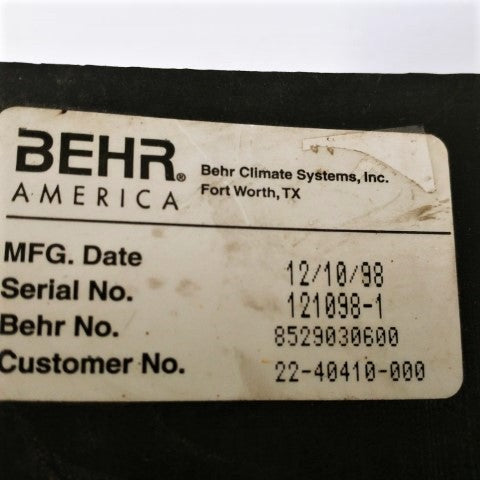 BEHR®
AMERICA
Behr Climate Systems, Inc.
Fort Worth, TX
MFG. Date 12/10/98
Serial No. 121098-1
Behr No. 8529030600
Customer No. 22-40410-000